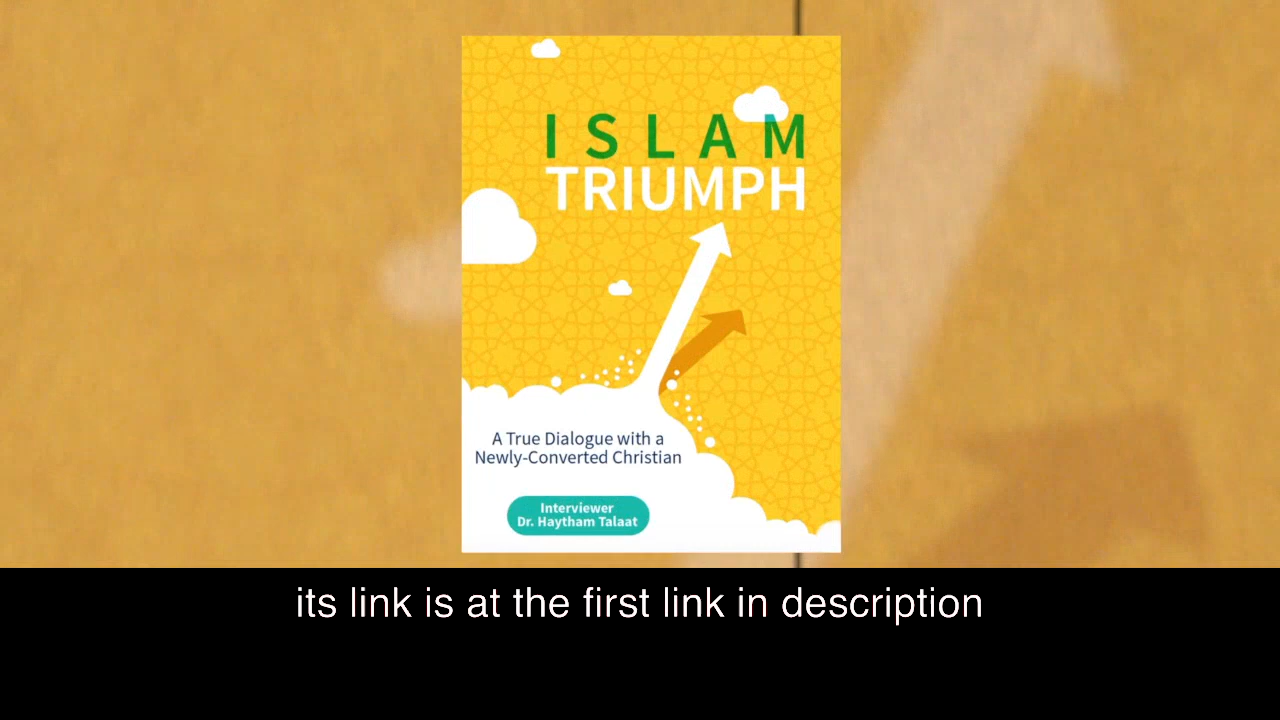 ISLAM
TRIUMPH
A True Dialogue with a
Newly-Converted Christian
Interviewer
Dr. Haytham Talaat
its link is at the first link in description